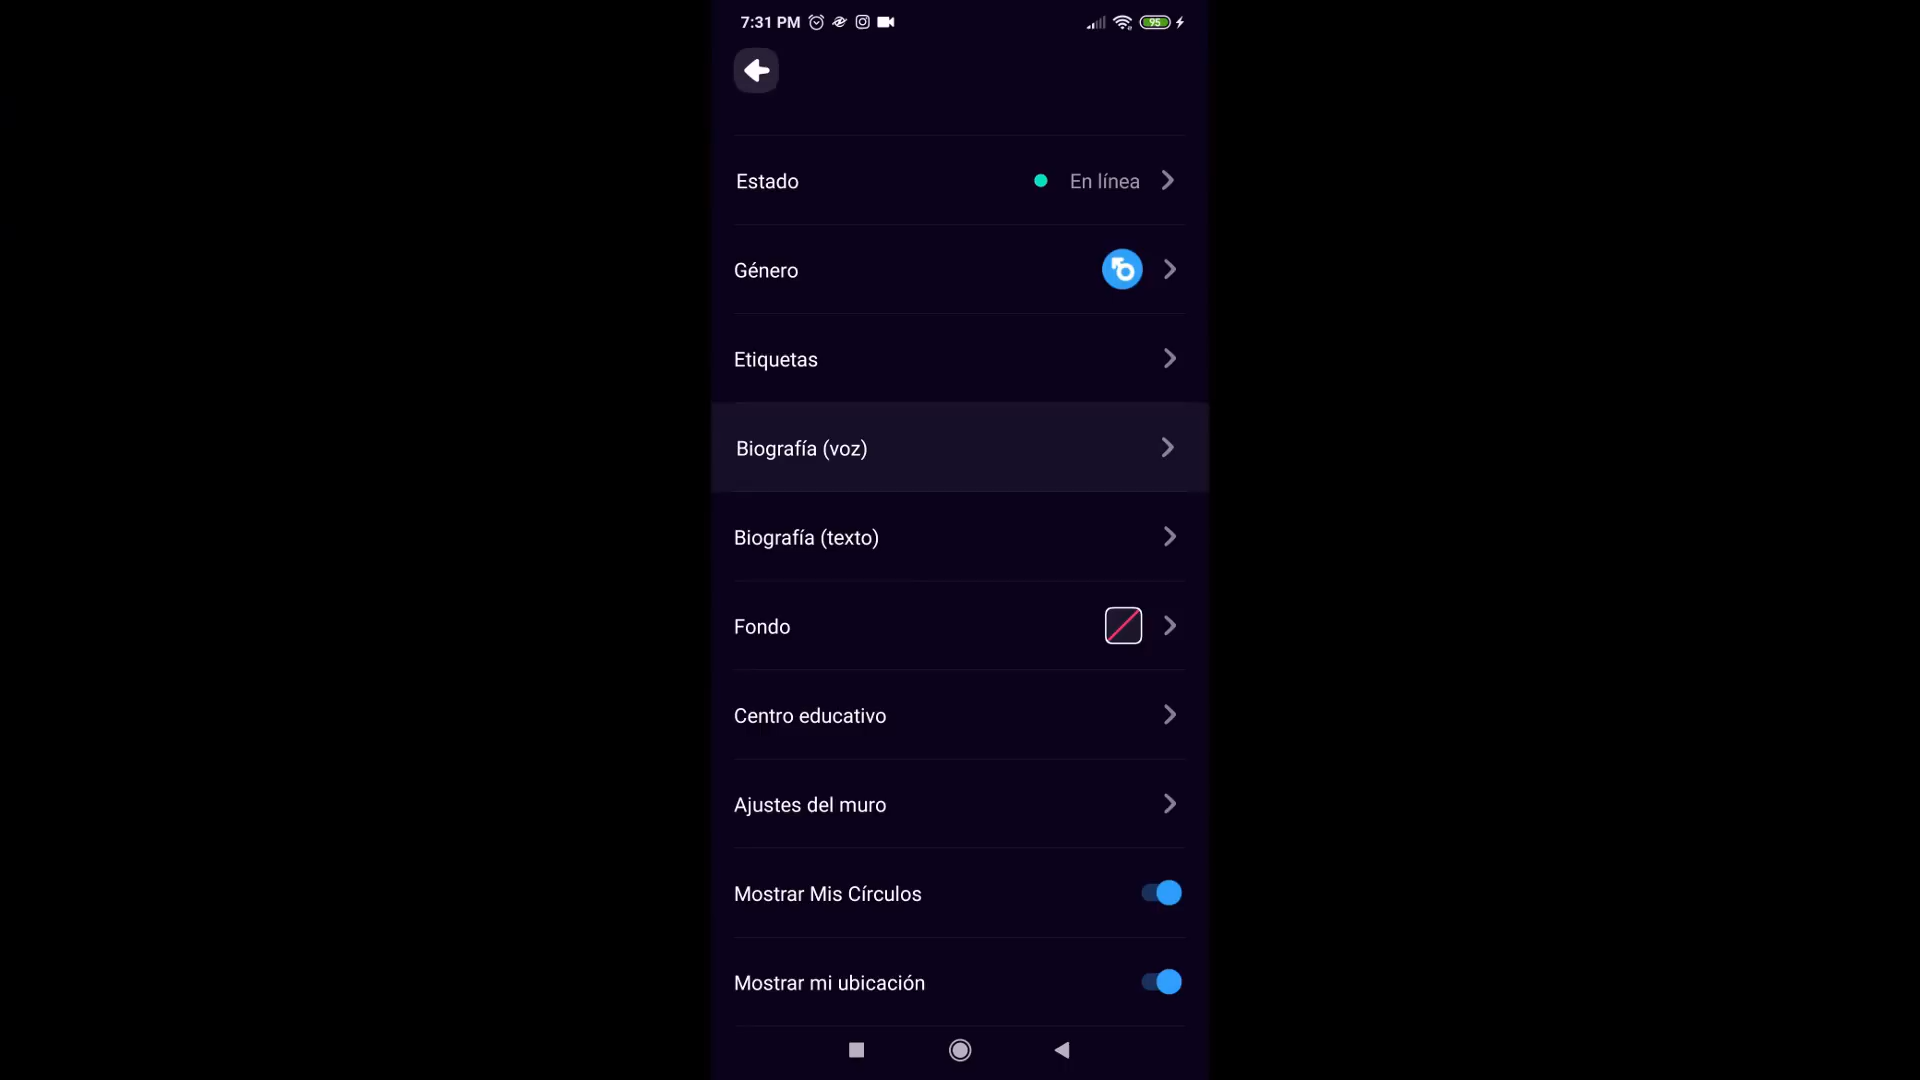 7:31 PM
95
Estado
En línea
Género
Etiquetas
Biografía (voz)
Biografía (texto)
Fondo
Centro educativo
Ajustes del muro
Mostrar Mis Círculos
Mostrar mi ubicación